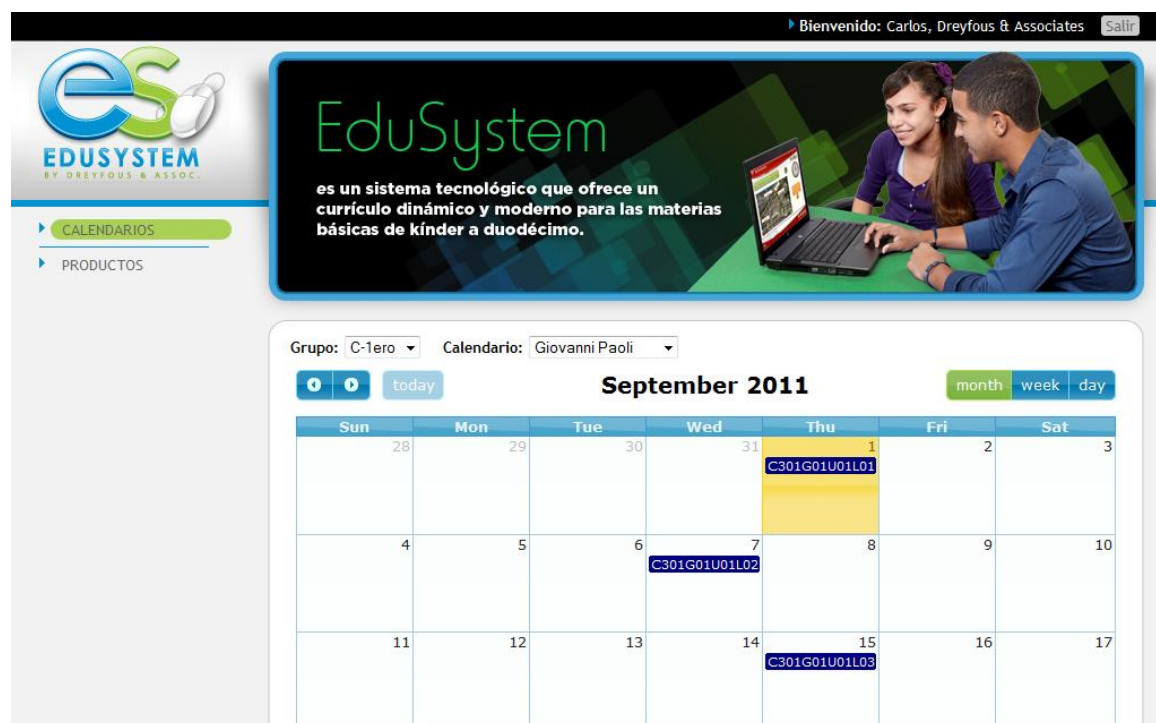 Bienvenido: Carlos, Dreyfous & Associates Salir
eS
EDUSYSTEM
BY DREYFOUS & ASSOC.
EduSystem
es un sistema tecnológico que ofrece un
currículo dinámico y moderno para las materias
básicas de kínder a duodécimo.
CALENDARIOS
PRODUCTOS
Grupo: C-1ero Calendario: Giovanni Paoli
today September 2011 month week day
Sun Mon Tue Wed Thu Fri Sat
28 29 30 31 1 2 3
C301G01U01L01
4 5 6 7 8 9 10
C301G01U01L02
11 12 13 14 15 16 17
C301G01U01L03